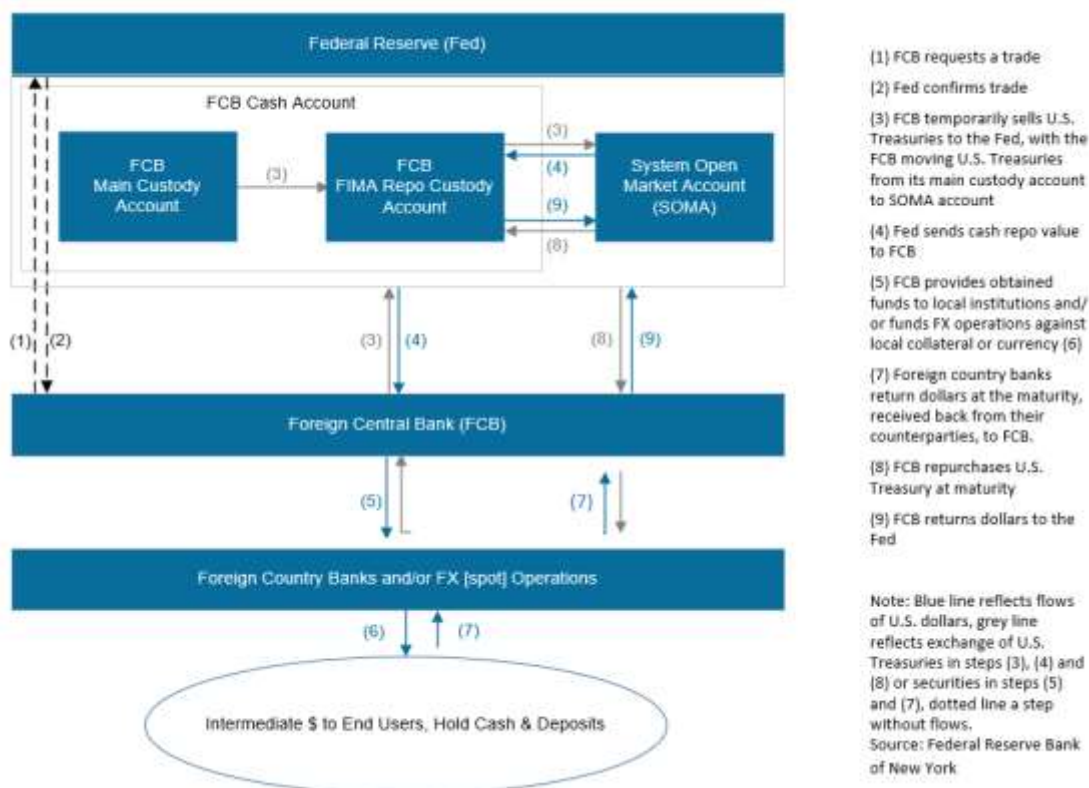 Federal Reserve (Fed)
FCB Cash Account
FCB
Main Custody
Account
(3)
FCB
FIMA Repo Custody
Account
(3)
(4)
(9)
(8)
System Open
Market Account
(SOMA)
(1)
(2)
(3)
(4)
(8)
(9)
Foreign Central Bank (FCB)
(5)
(7)
Foreign Country Banks and/or FX [spot] Operations
(6)
(7)
Intermediate $ to End Users, Hold Cash & Deposits
(1) FCB requests a trade
(2) Fed confirms trade
(3) FCB temporarily sells U.S.
Treasuries to the Fed, with the
FCB moving U.S. Treasuries
from its main custody account
to SOMA account
(4) Fed sends cash repo value
to FCB
(5) FCB provides obtained
funds to local institutions and/
or funds FX operations against
local collateral or currency (6)
(7) Foreign country banks
return dollars at the maturity,
received back from their
counterparties, to FCB.
(8) FCB repurchases U.S.
Treasury at maturity
(9) FCB returns dollars to the
Fed
Note: Blue line reflects flows
of U.S. dollars, grey line
reflects exchange of U.S.
Treasuries in steps (3), (4) and
(8) or securities in steps (5)
and (7), dotted line a step
without flows.
Source: Federal Reserve Bank
of New York